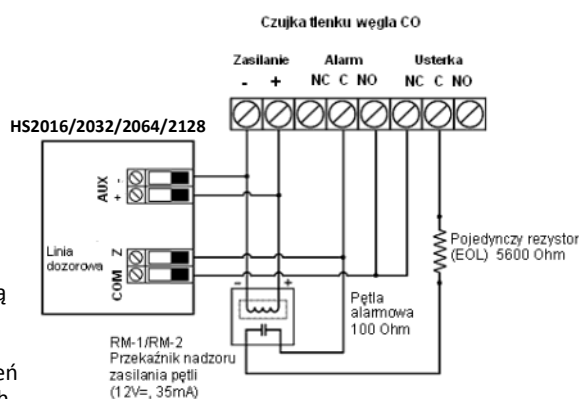 Czujka tlenku węgla CO
Zasilanie Alarm Usterka
- + NC C NO NC C NO
HS2016/2032/2064/2128
AUX
-
+
Linia
dozorowa
COM Z
Pojedynczy rezystor
(EOL) 5600 Ohm
- +
Pętla
alarmowa
100 Ohm
RM-1/RM-2
Przekaźnik nadzoru
zasilania pętli
(12V=, 35mA)
ą
eń